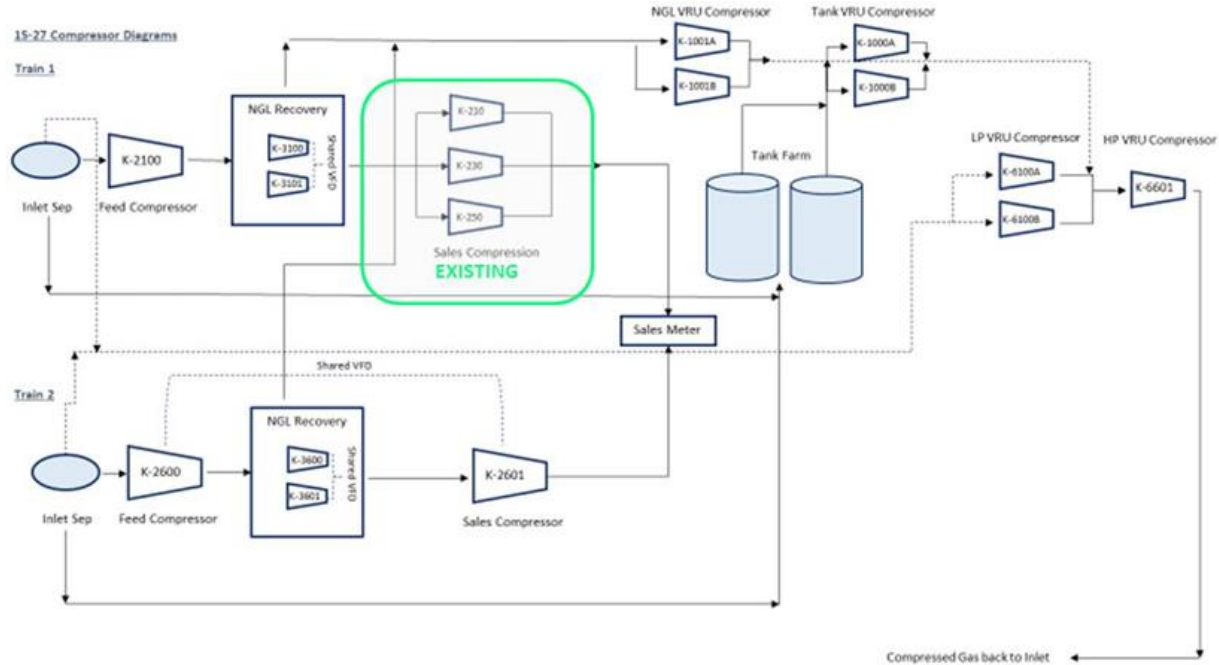 15-27 Compressor Diagrams
Train 1
NGL VRU Compressor
Tank VRU Compressor
K-1001A
K-1001B
K-1000A
K-1000B
NGL Recovery
K-3100
K-3101
Shared VFD
K-210
K-230
K-250
Sales Compression
EXISTING
K-2100
Inlet Sep
Feed Compressor
Tank Farm
LP VRU Compressor
HP VRU Compressor
K-6100A
K-6100B
K-6601
Sales Meter
Shared VFD
Train 2
NGL Recovery
K-3600
K-3601
Shared VFD
K-2600
K-2601
Inlet Sep
Feed Compressor
Sales Compressor
Compressed Gas back to Inlet